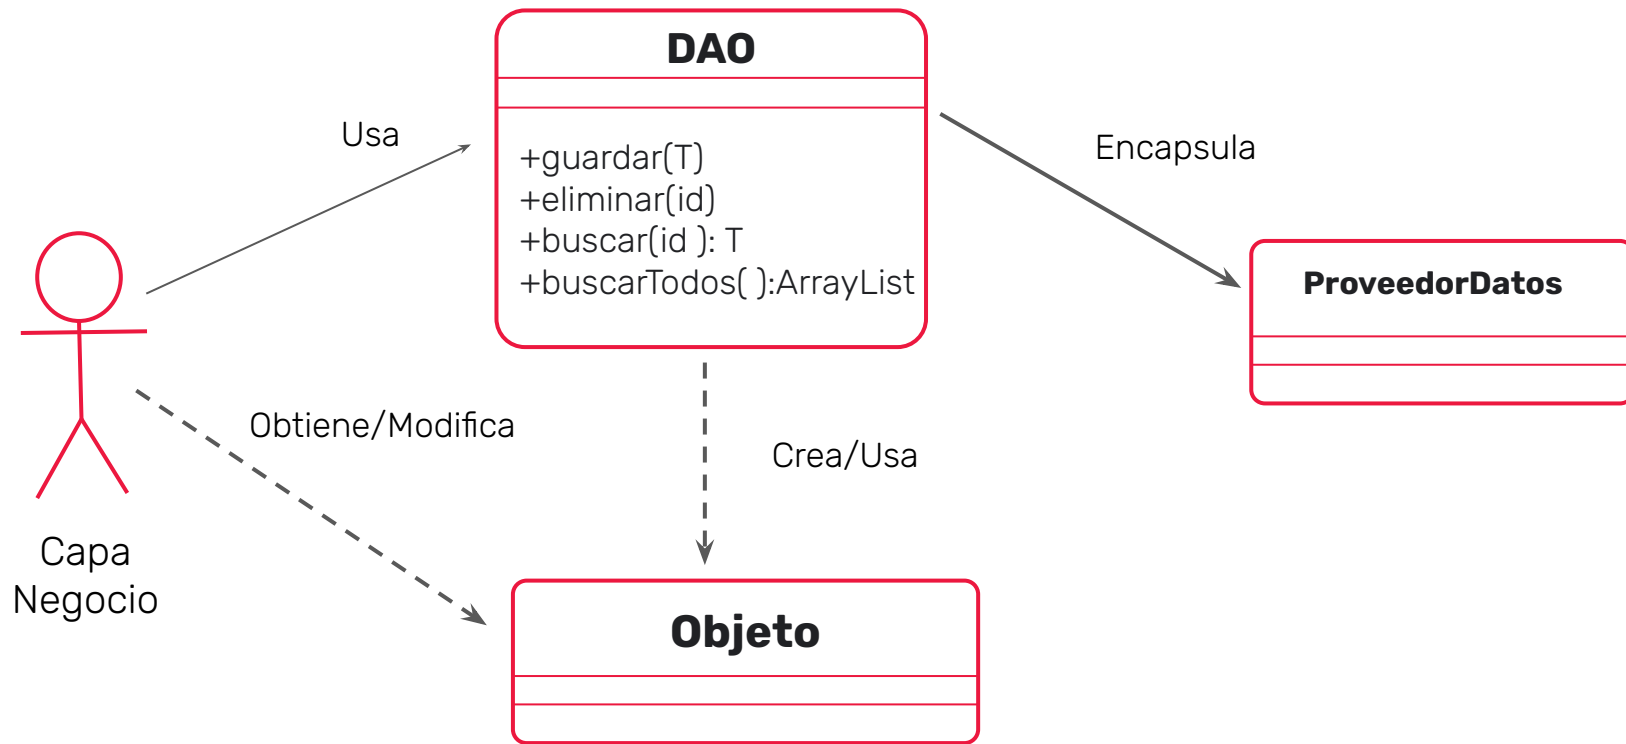 DAO
Usa
+guardar(T)
+eliminar(id)
+buscar(id ): T
+buscarTodos( ):ArrayList
Encapsula
ProveedorDatos
Obtiene/Modifica
Crea/Usa
Capa
Negocio
Objeto